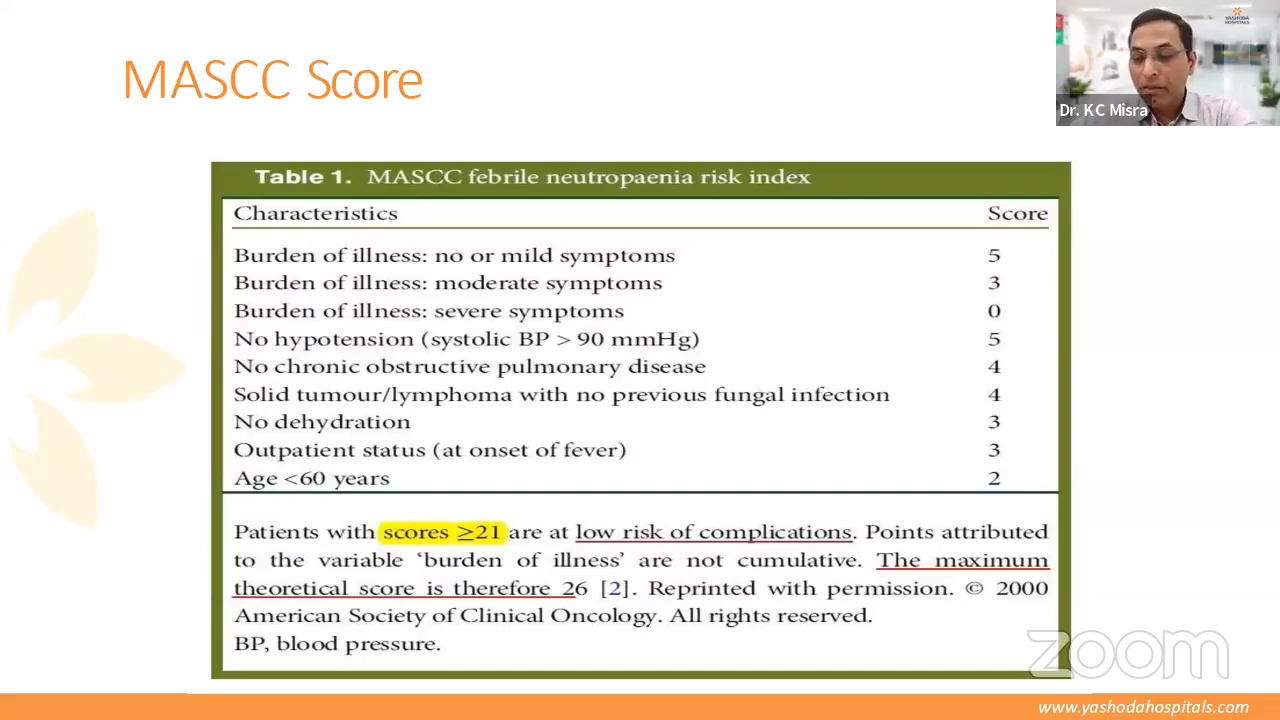 MASCC Score
YASHODA
HOSPITALS
Dr. KC Misra
Table 1. MASCC febrile neutropaenia risk index
Characteristics Score
Burden of illness: no or mild symptoms 5
Burden of illness: moderate symptoms 3
Burden of illness: severe symptoms 0
No hypotension (systolic BP > 90 mmHg) 5
No chronic obstructive pulmonary disease 4
Solid tumour/lymphoma with no previous fungal infection 4
No dehydration 3
Outpatient status (at onset of fever) 3
Age <60 years 2
Patients with scores ≥21 are at low risk of complications. Points attributed
to the variable ‘burden of illness’ are not cumulative. The maximum
theoretical score is therefore 26 [2]. Reprinted with permission. © 2000
American Society of Clinical Oncology. All rights reserved.
BP, blood pressure.
zoom
www.yashodahospitals.com